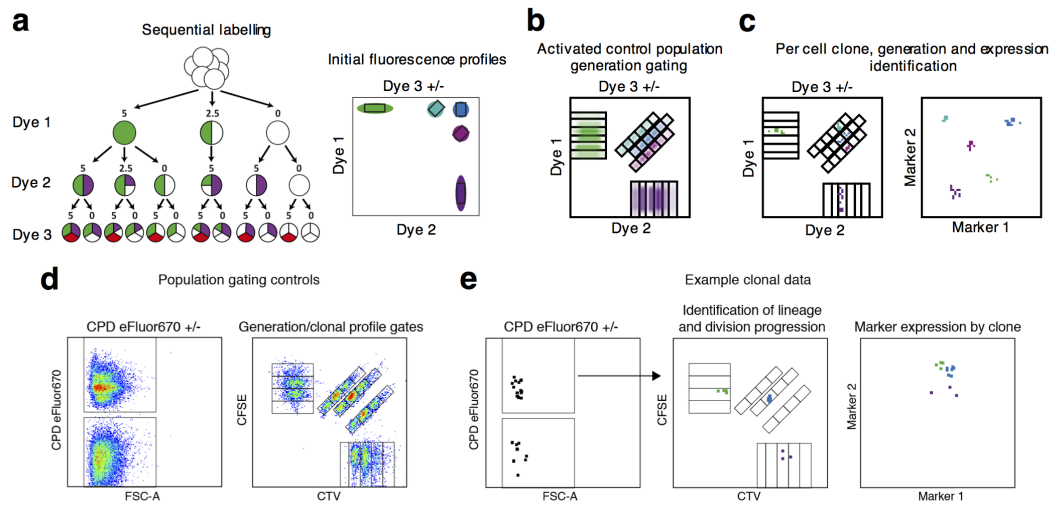 a
Sequential labelling
Dye 1
5
2.5
0
Dye 2
5
2.5
0
5
5
0
Dye 3
5
0
5
0
5
0
5
0
5
0
5
0
Initial fluorescence profiles
Dye 3 +/-
Dye 1
Dye 2
b
Activated control population
generation gating
Dye 3 +/-
Dye 1
Dye 2
c
Per cell clone, generation and expression
identification
Dye 3 +/-
Dye 1
Dye 2
Marker 2
Marker 1
d
Population gating controls
CPD eFluor670 +/-
CPD eFluor670
FSC-A
Generation/clonal profile gates
CFSE
CTV
e
Example clonal data
CPD eFluor670 +/-
CPD eFluor670
FSC-A
Identification of lineage
and division progression
CFSE
CTV
Marker expression by clone
Marker 2
Marker 1